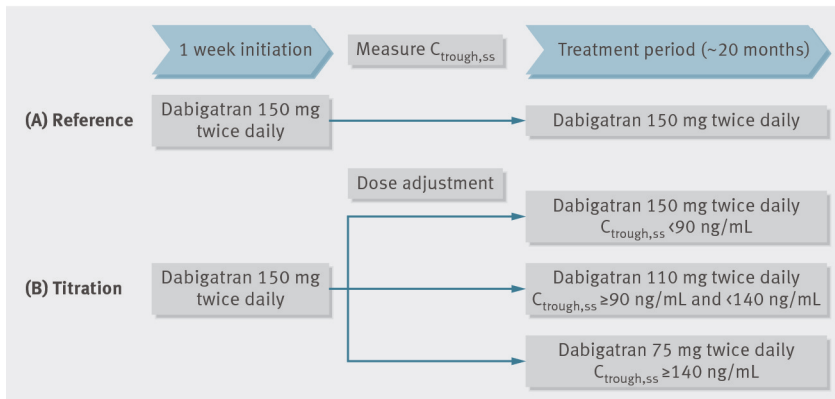 1 week initiation
Measure Ctrough,ss
Treatment period (~20 months)
(A) Reference
Dabigatran 150 mg
twice daily
Dabigatran 150 mg twice daily
Dose adjustment
Dabigatran 150 mg twice daily
Ctrough,ss <90 ng/mL
(B) Titration
Dabigatran 150 mg
twice daily
Dabigatran 110 mg twice daily
Ctrough,ss ≥90 ng/mL and <140 ng/mL
Dabigatran 75 mg twice daily
Ctrough,ss ≥140 ng/mL